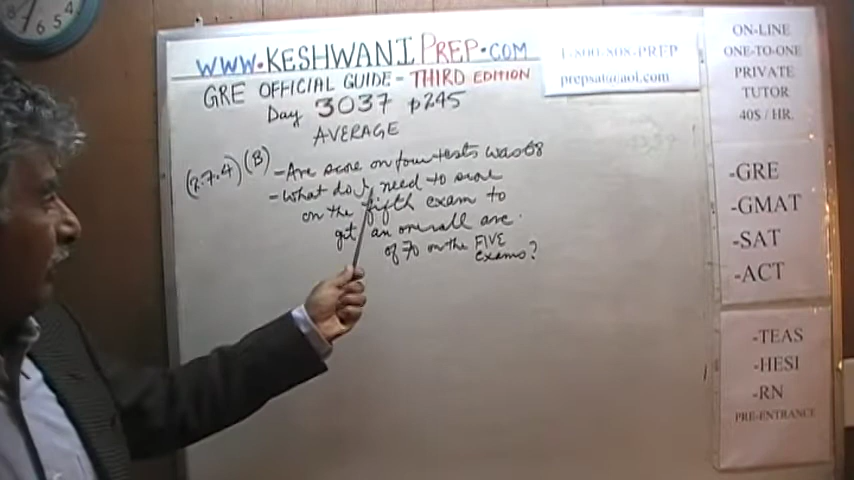 WWW.KESHWANIPREP.COM
GRE OFFICIAL GUIDE - THIRD EDITION
Day 3037 p245
AVERAGE
(2.7.4) (B) - Ave score on four tests was 68
- What do I need to score
on the fifth exam to
get an overall ave.
of 70 on the FIVE
exams?
1-800-808-PREP
prepsat@aol.com
ON-LINE
ONE-TO-ONE
PRIVATE
TUTOR
40$ / HR.
-GRE
-GMAT
-SAT
-ACT
-TEAS
-HESI
-RN
PRE-ENTRANCE